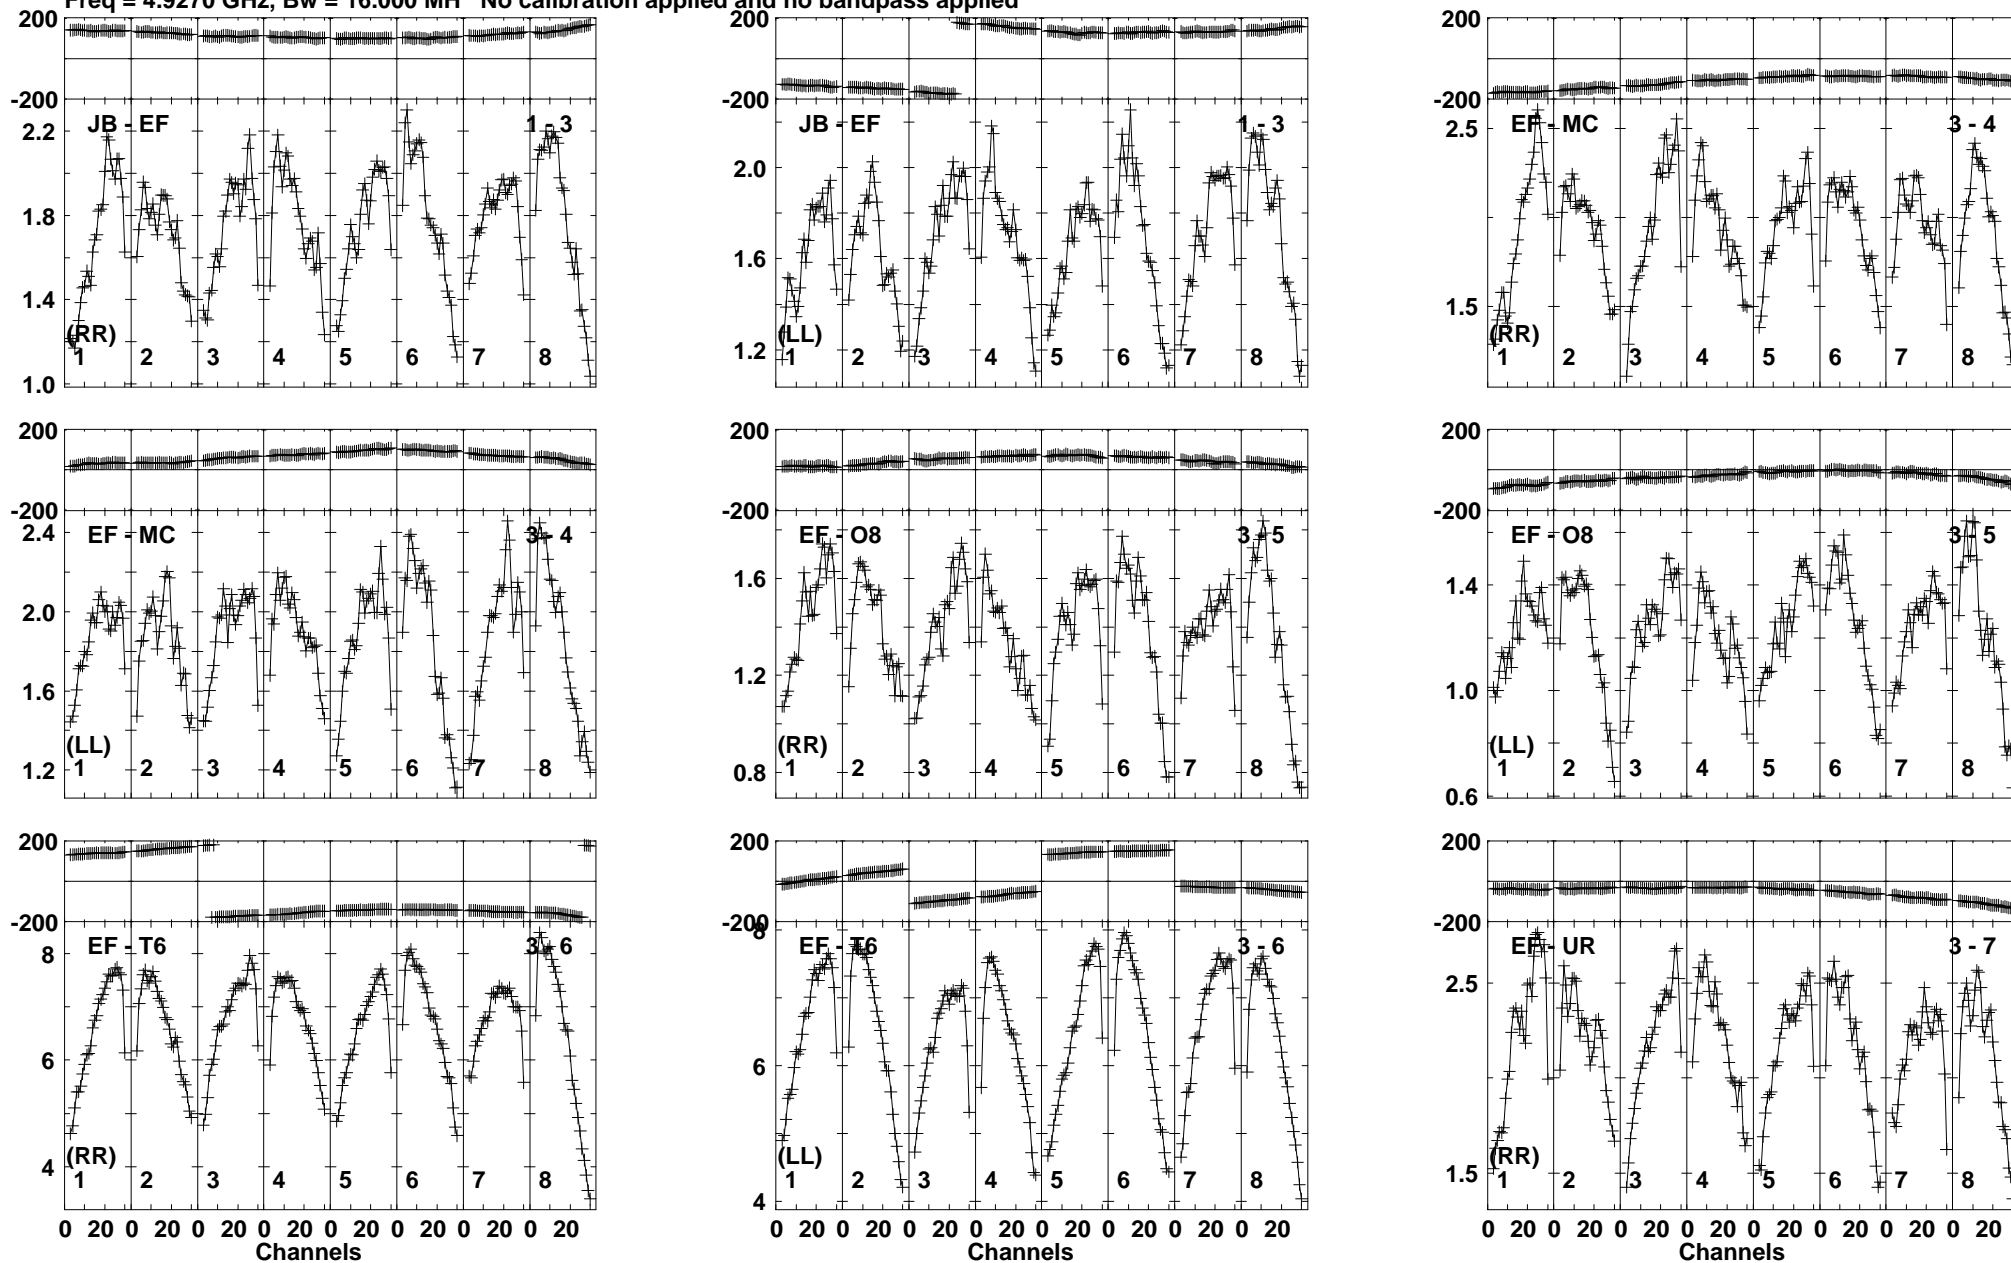 Freq = 4.9270 GHz, Bw = 16.000 MH No calibration applied and no bandpass applied
200 200 200
-200 -200 -200
JB - EF 1 - 3 JB - EF 1 - 3 EF - MC 3 - 4
2.2 2.0 2.5
1.8 1.6 1.5
1.4 1.2
1.0
(RR) (LL) (RR)
1 2 3 4 5 6 7 8 1 2 3 4 5 6 7 8 1 2 3 4 5 6 7 8
200 200 200
-200 -200 -200
EF - MC 3 - 4 EF - O8 3 - 5 EF - O8 3 - 5
2.4 1.6 1.4
2.0 1.2 1.0
1.6 0.8 0.6
1.2
(LL) (RR) (LL)
1 2 3 4 5 6 7 8 1 2 3 4 5 6 7 8 1 2 3 4 5 6 7 8
200 200 200
-200 -200 -200
EF - T6 3 - 6 EF - T6 3 - 6 EF - UR 3 - 7
8 8 2.5
6 6 1.5
4 4
(RR) (LL) (RR)
1 2 3 4 5 6 7 8 1 2 3 4 5 6 7 8 1 2 3 4 5 6 7 8
0 20 0 20 0 20 0 20 0 20 0 20 0 20 0 20 0 20 0 20 0 20 0 20 0 20 0 20 0 20 0 20 0 20 0 20 0 20 0 20 0 20 0 20 0 20 0 20
Channels Channels Channels